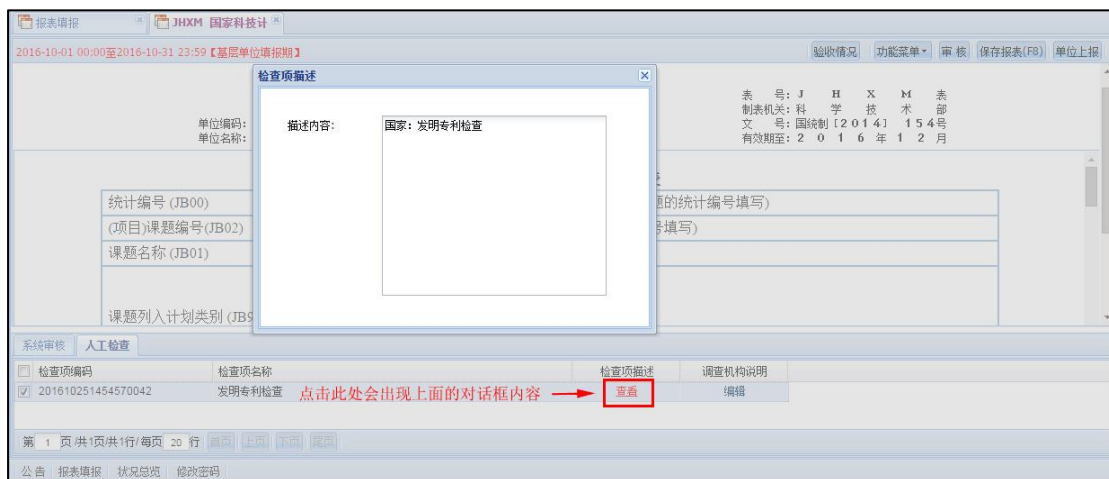 报表填报 JHXM 国家科技计
2016-10-01 00:00至2016-10-31 23:59【基层单位填报期】 验收情况 功能菜单 审 核 保存报表(F8) 单位上报
检查项描述
描述内容: 国家: 发明专利检查
表 号: J H X M 表
制表机关: 科 学 技 术 部
文 号: 国统制［2014］ 154号
有效期至: 2 0 1 6 年 1 2 月
单位编码:
单位名称:
统计编号 (JB00) 的统计编号填写)
(项目)课题编号(JB02) 填写)
课题名称 (JB01)
课题列入计划类别 (JB9
系统审核 人工检查
检查项编码 检查项名称 检查项描述 调查机构说明
201610251454570042 发明专利检查 点击此处会出现上面的对话框内容 查看 编辑
第 1 页/共1页/共1行/每页 20 行 首页 上页 下页 尾页
公告 报表填报 状况总览 修改密码